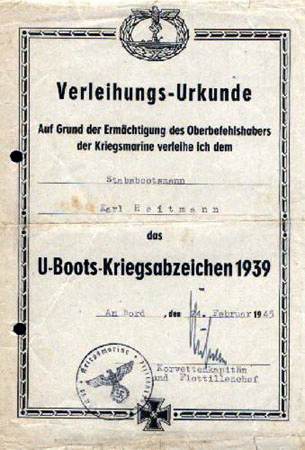 Verleihungs-Urkunde
Auf Grund der Ermächtigung des Oberbefehlshabers
der Kriegsmarine verleihe ich dem
Stabsbootsmann
Karl Heitmann
das
U-Boots-Kriegsabzeichen 1939
An Bord, den 24. Februar 1945
Korvettenkapitän
und Flottillenchef
Kriegsmarine